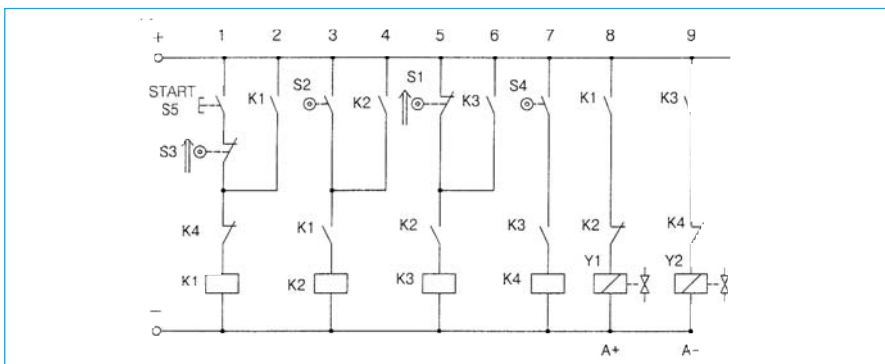 + 1 2 3 4 5 6 7 8 9
START S5 K1 S2 K2 S1 K3 S4 K1 K3
S3
K4 K1 K2 K3 K2 K4
K1 K2 K3 K4 Y1 Y2
−
A+ A-